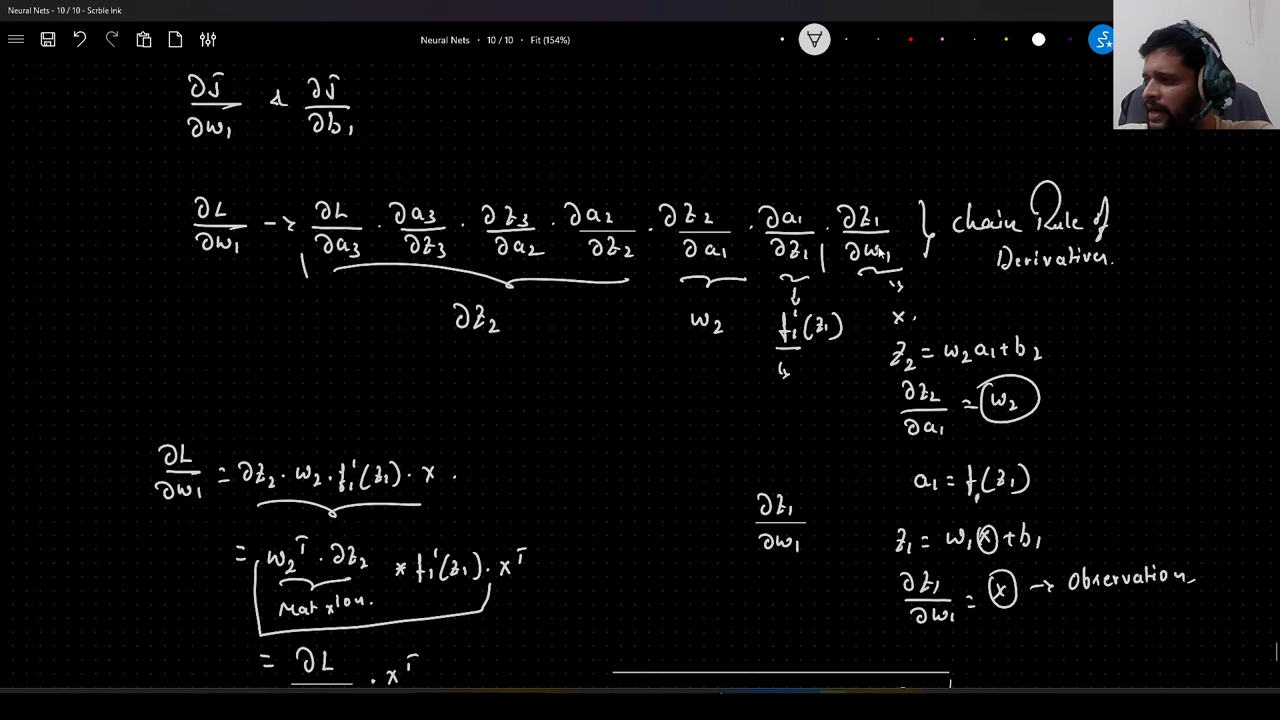 Neural Nets - 10 / 10 - Scrble Ink
Neural Nets • 10 / 10 • Fit (154%)
∂J/∂w₁ & ∂J/∂b₁
∂L/∂w₁ -> ∂L/∂a₃ · ∂a₃/∂z₃ · ∂z₃/∂a₂ · ∂a₂/∂z₂ · ∂z₂/∂a₁ · ∂a₁/∂z₁ · ∂z₁/∂w₁ } chain Rule of
Derivatives.
∂z₂ w₂ f₁'(z₁) x.
z₂ = w₂a₁+b₂
∂z₂/∂a₁ = w₂
∂L/∂w₁ = ∂z₂ · w₂ · f₁'(z₁) · x .
a₁ = f₁(z₁)
∂z₁/∂w₁
z₁ = w₁x+b₁
= w₂ᵀ · ∂z₂ * f₁'(z₁) · xᵀ
∂z₁/∂w₁ = x -> Observation
= ∂L . xᵀ